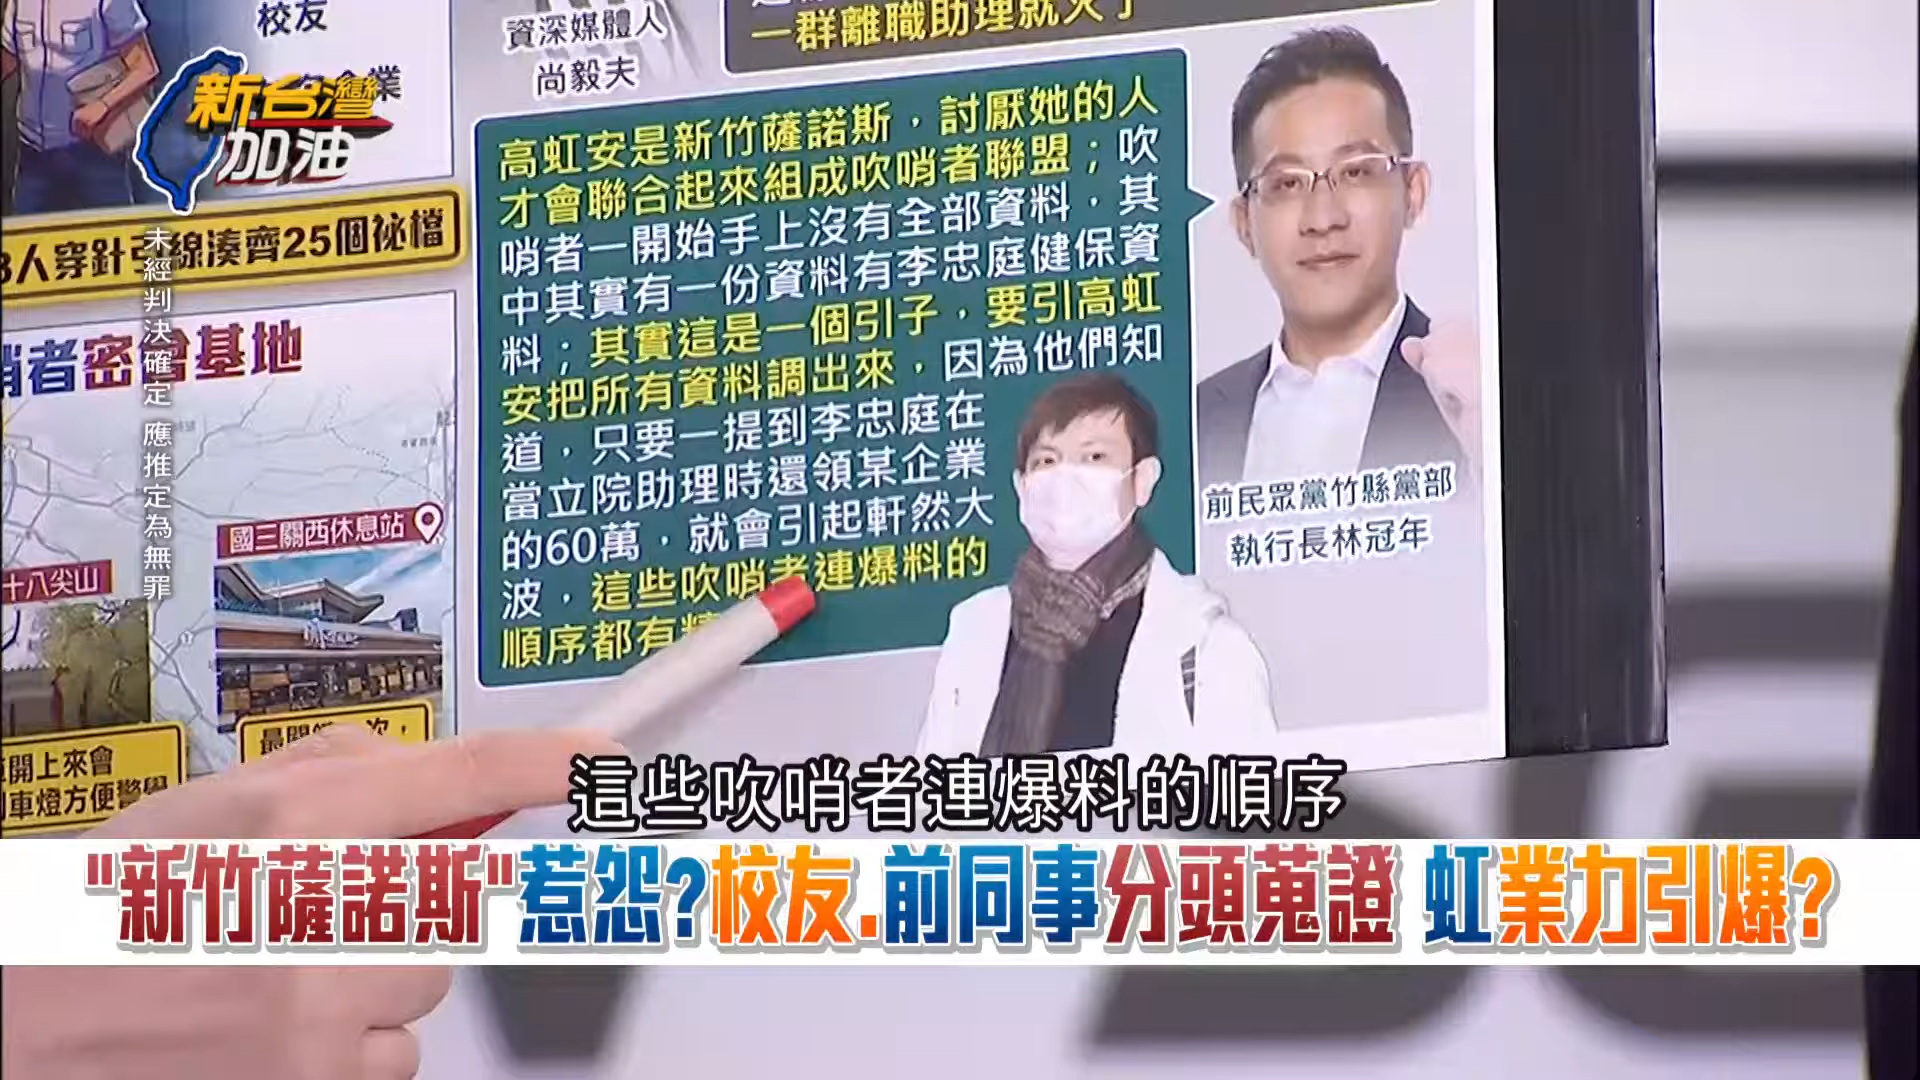 校友
資深媒體人
尚毅夫
一群離職助理就火了
企業
新台灣
加油
未經判決確定 應推定為無罪
人穿針引線湊齊25個祕檔
哨者密會基地
國三關西休息站
十八尖山
開上來會
車燈方便警覺
高虹安是新竹薩諾斯，討厭她的人
才會聯合起來組成吹哨者聯盟；吹
哨者一開始手上沒有全部資料，其
中其實有一份資料有李忠庭健保資
料；其實這是一個引子，要引高虹
安把所有資料調出來，因為他們知
道，只要一提到李忠庭在
當立院助理時還領某企業
的60萬，就會引起軒然大
波，這些吹哨者連爆料的
順序都有
前民眾黨竹縣黨部
執行長林冠年
這些吹哨者連爆料的順序
"新竹薩諾斯"惹怨?校友.前同事分頭蒐證 虹業力引爆?